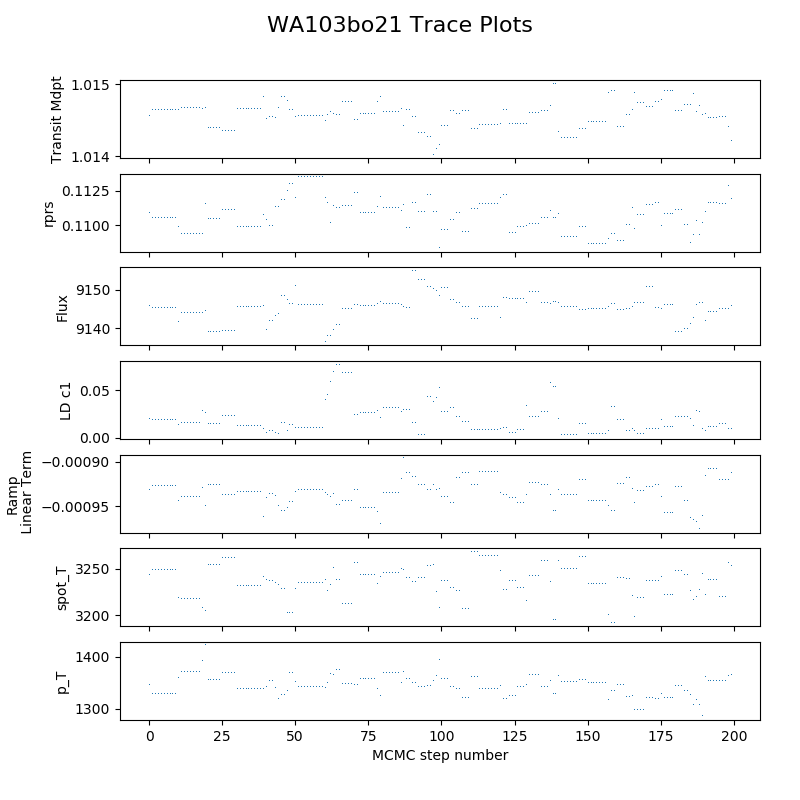 WA103bo21 Trace Plots
1.015
1.014
Transit Mdpt
0.1125
0.1100
rprs
9150
9140
Flux
0.05
0.00
LD c1
−0.00090
−0.00095
Ramp
Linear Term
3250
3200
spot_T
1400
1300
p_T
0 25 50 75 100 125 150 175 200
MCMC step number